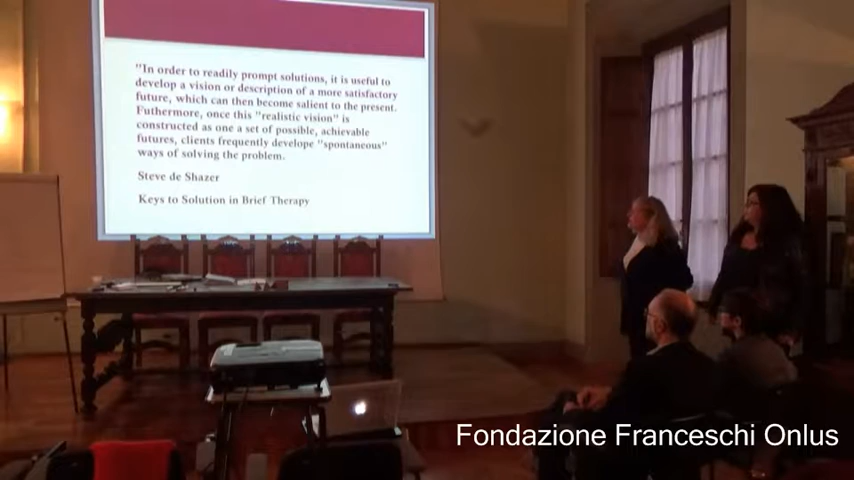 "In order to readily prompt solutions, it is useful to
develop a vision or description of a more satisfactory
future, which can then become salient to the present.
Futhermore, once this "realistic vision" is
constructed as one a set of possible, achievable
futures, clients frequently develope "spontaneous"
ways of solving the problem.
Steve de Shazer
Keys to Solution in Brief Therapy
Fondazione Franceschi Onlus